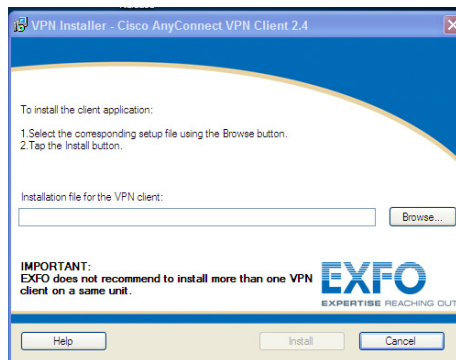 VPN Installer - Cisco AnyConnect VPN Client 2.4
To install the client application:
1.Select the corresponding setup file using the Browse button.
2.Tap the Install button.
Installation file for the VPN client:
Browse...
IMPORTANT:
EXFO does not recommend to install more than one VPN
client on a same unit.
EXFO
EXPERTISE REACHING OUT
Help
Install
Cancel